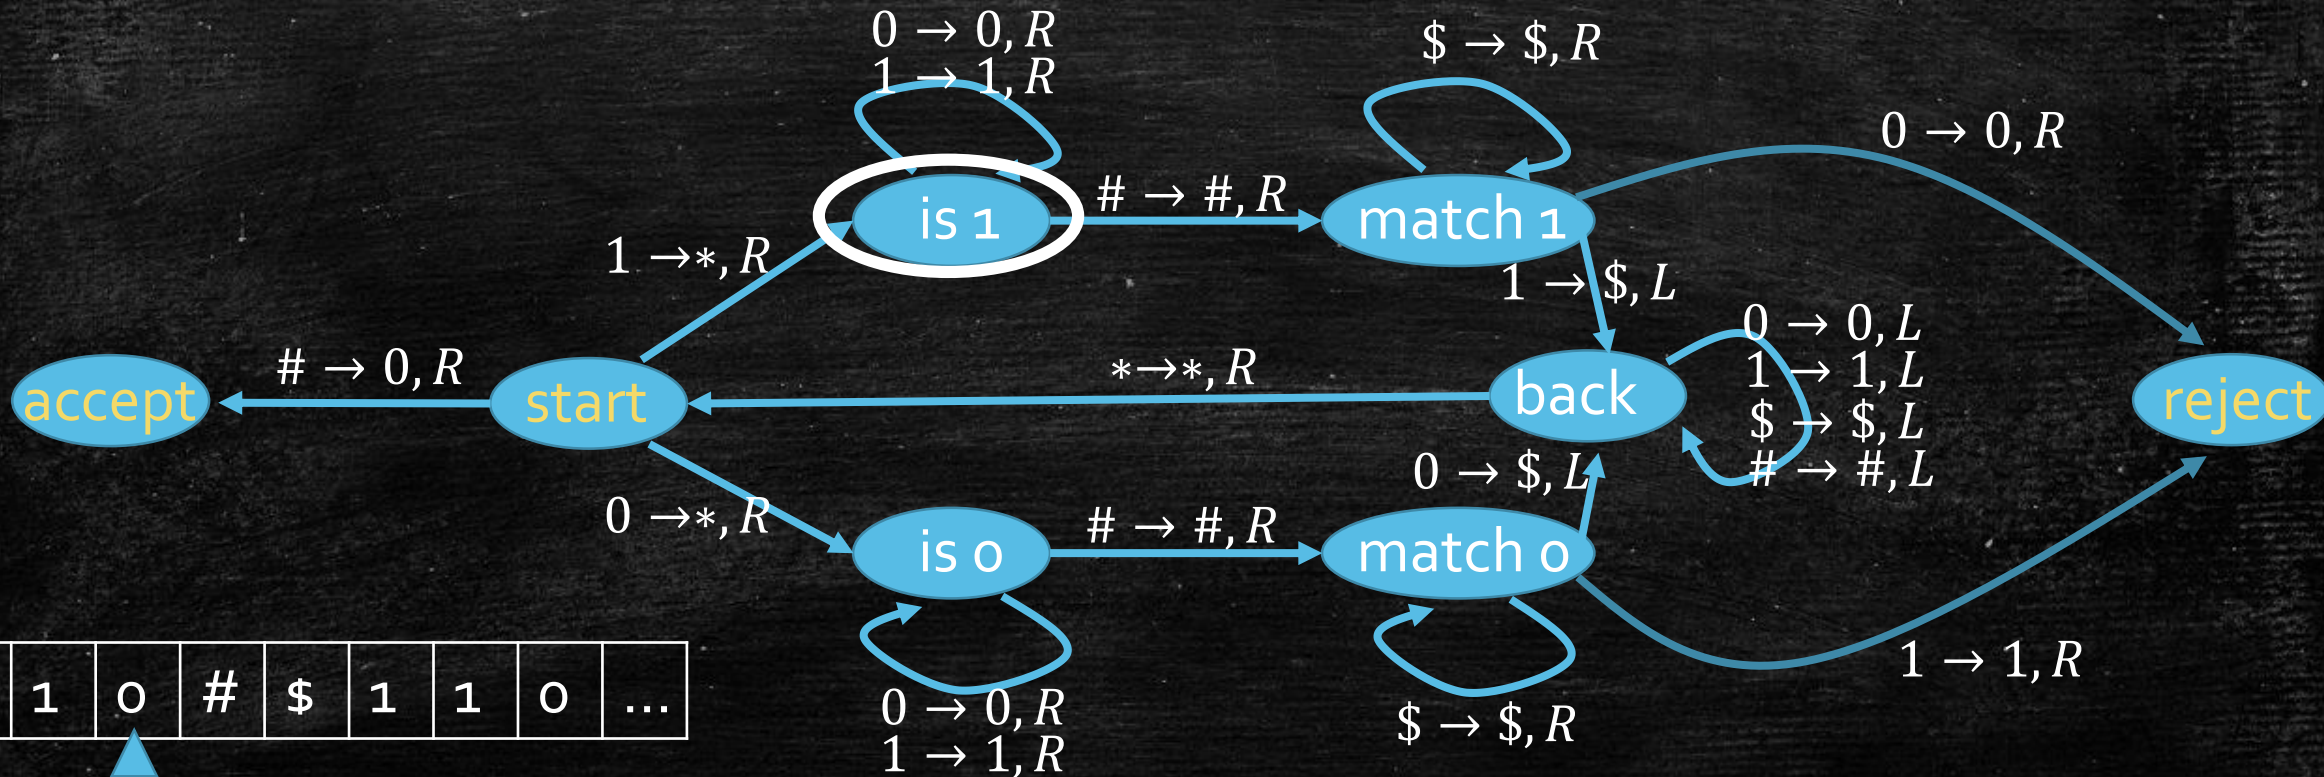 0 → 0, R
1 → 1, R
$ → $, R
0 → 0, R
# → #, R
is 1
match 1
1 →*, R
1 → $, L
0 → 0, L
1 → 1, L
$ → $, L
# → #, L
# → 0, R
*→*, R
accept
start
back
reject
0 → $, L
0 →*, R
# → #, R
is 0
match 0
1 → 1, R
1 0 # $ 1 1 0 ...
0 → 0, R
1 → 1, R
$ → $, R